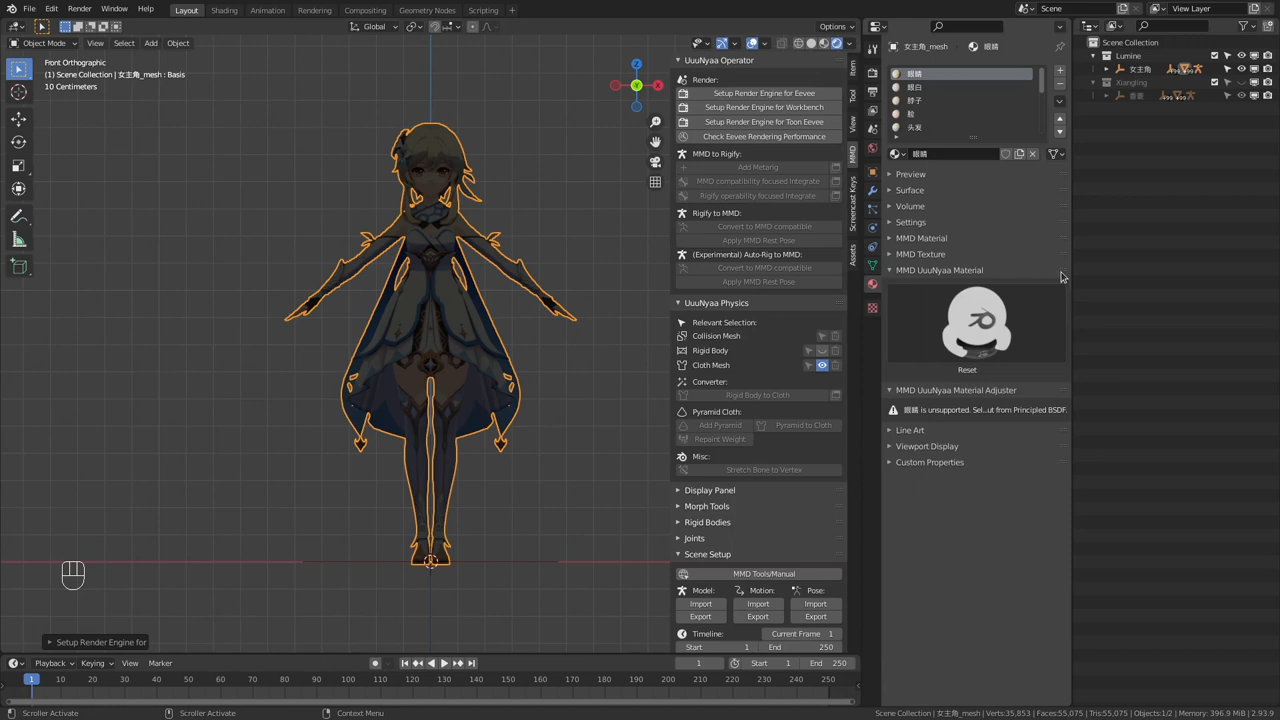 File Edit Render Window Help
Layout Shading Animation Rendering Compositing Geometry Nodes Scripting +
Scene
View Layer
Global
Options
Object Mode View Select Add Object
Front Orthographic
(1) Scene Collection | 女主角_mesh : Basis
10 Centimeters
Z
Y
X
UuuNyaa Operator
Render:
Setup Render Engine for Eevee
Setup Render Engine for Workbench
Setup Render Engine for Toon Eevee
Check Eevee Rendering Performance
MMD to Rigify:
Add Metarig
MMD compatibility focused Integrate
Rigify operability focused Integrate
Rigify to MMD:
Convert to MMD compatible
Apply MMD Rest Pose
(Experimental) Auto-Rig to MMD:
Convert to MMD compatible
Apply MMD Rest Pose
UuuNyaa Physics
Relevant Selection:
Collision Mesh
Rigid Body
Cloth Mesh
Converter:
Rigid Body to Cloth
Pyramid Cloth:
Add Pyramid Pyramid to Cloth
Repaint Weight
Misc:
Stretch Bone to Vertex
Display Panel
Morph Tools
Rigid Bodies
Joints
Scene Setup
MMD Tools/Manual
Model: Motion: Pose:
Import Import Import
Export Export Export
Timeline: Current Frame 1
Start 1 End 250
Item
Tool
View
MMD
Screencast Keys
Assets
女主角_mesh 眼睛
眼睛
眼白
脖子
脸
头发
眼睛
Preview
Surface
Volume
Settings
MMD Material
MMD Texture
MMD UuuNyaa Material
Reset
MMD UuuNyaa Material Adjuster
眼睛 is unsupported. Sel...ut from Principled BSDF.
Line Art
Viewport Display
Custom Properties
Scene Collection
Lumine
女主角
Xiangling
Setup Render Engine for
Playback Keying View Marker
1 Start 1 End 250
1 10 20 30 40 50 60 70 80 90 100 110 120 130 140 150 160 170 180 190 200 210 220 230 240 250
Scroller Activate Scroller Activate Context Menu
Scene Collection | 女主角_mesh | Verts:35,853 | Faces:55,075 | Tris:55,075 | Objects:1/2 | Memory: 396.9 MiB | 2.93.9